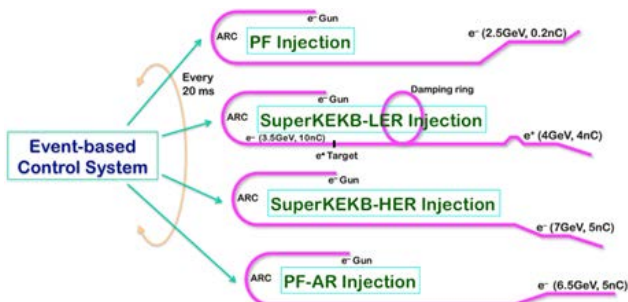 e⁻ Gun
ARC
PF Injection
e⁻ (2.5GeV, 0.2nC)
Every
20 ms
Damping ring
e⁻ Gun
ARC
SuperKEKB-LER Injection
e⁻ (3.5GeV, 10nC)
e⁺ (4GeV, 4nC)
e⁺ Target
Event-based
Control System
e⁻ Gun
ARC
SuperKEKB-HER Injection
e⁻ (7GeV, 5nC)
e⁻ Gun
ARC
PF-AR Injection
e⁻ (6.5GeV, 5nC)